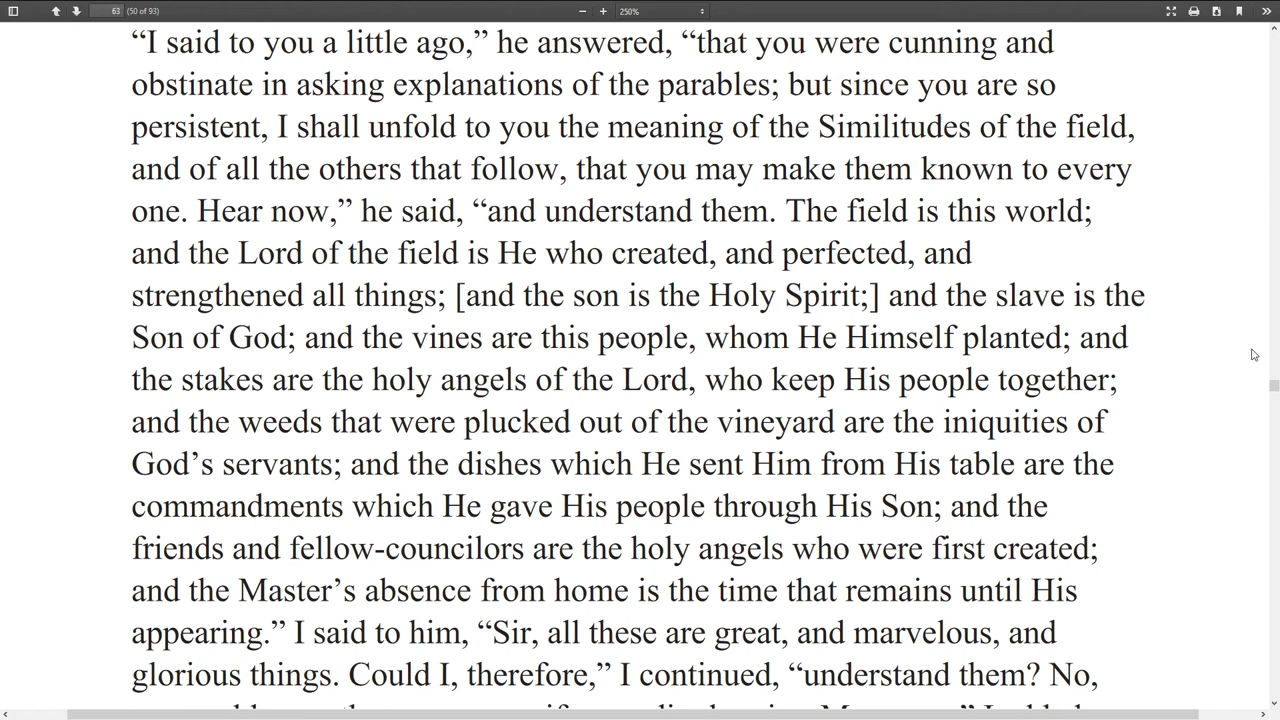 63 (50 of 93) 250%
“I said to you a little ago,” he answered, “that you were cunning and
obstinate in asking explanations of the parables; but since you are so
persistent, I shall unfold to you the meaning of the Similitudes of the field,
and of all the others that follow, that you may make them known to every
one. Hear now,” he said, “and understand them. The field is this world;
and the Lord of the field is He who created, and perfected, and
strengthened all things; [and the son is the Holy Spirit;] and the slave is the
Son of God; and the vines are this people, whom He Himself planted; and
the stakes are the holy angels of the Lord, who keep His people together;
and the weeds that were plucked out of the vineyard are the iniquities of
God’s servants; and the dishes which He sent Him from His table are the
commandments which He gave His people through His Son; and the
friends and fellow-councilors are the holy angels who were first created;
and the Master’s absence from home is the time that remains until His
appearing.” I said to him, “Sir, all these are great, and marvelous, and
glorious things. Could I, therefore,” I continued, “understand them? No,